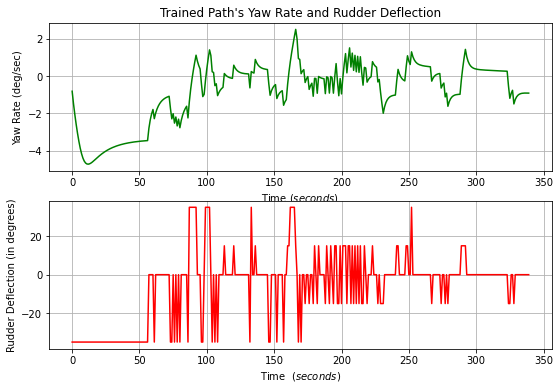 Trained Path's Yaw Rate and Rudder Deflection
Yaw Rate (deg/sec)
2
0
−2
−4
0 50 100 150 200 250 300 350
Time (seconds)
Rudder Deflection (in degrees)
20
0
−20
0 50 100 150 200 250 300 350
Time (seconds)